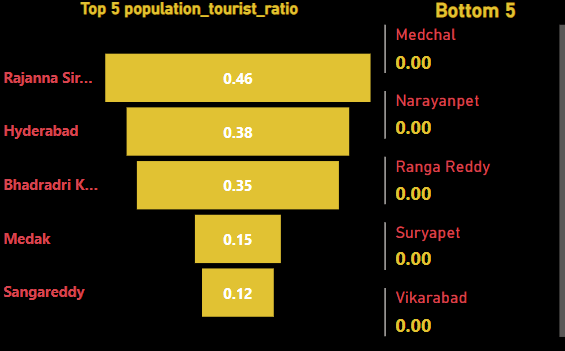 Top 5 population_tourist_ratio
Rajanna Sir...
0.46
Hyderabad
0.38
Bhadradri K...
0.35
Medak
0.15
Sangareddy
0.12
Bottom 5
Medchal
0.00
Narayanpet
0.00
Ranga Reddy
0.00
Suryapet
0.00
Vikarabad
0.00